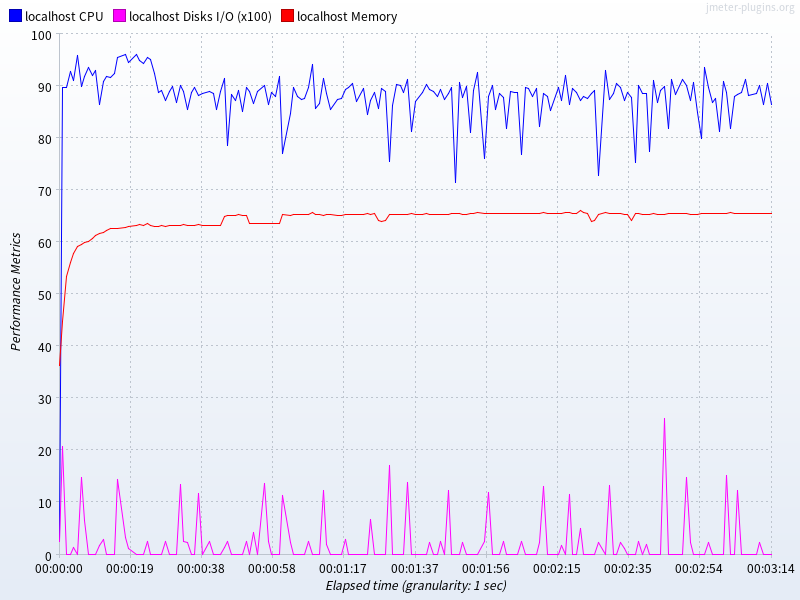 jmeter-plugins.org
localhost CPU localhost Disks I/O (x100) localhost Memory
100
90
80
70
60
50
40
30
20
10
0
Performance Metrics
00:00:00 00:00:19 00:00:38 00:00:58 00:01:17 00:01:37 00:01:56 00:02:15 00:02:35 00:02:54 00:03:14
Elapsed time (granularity: 1 sec)